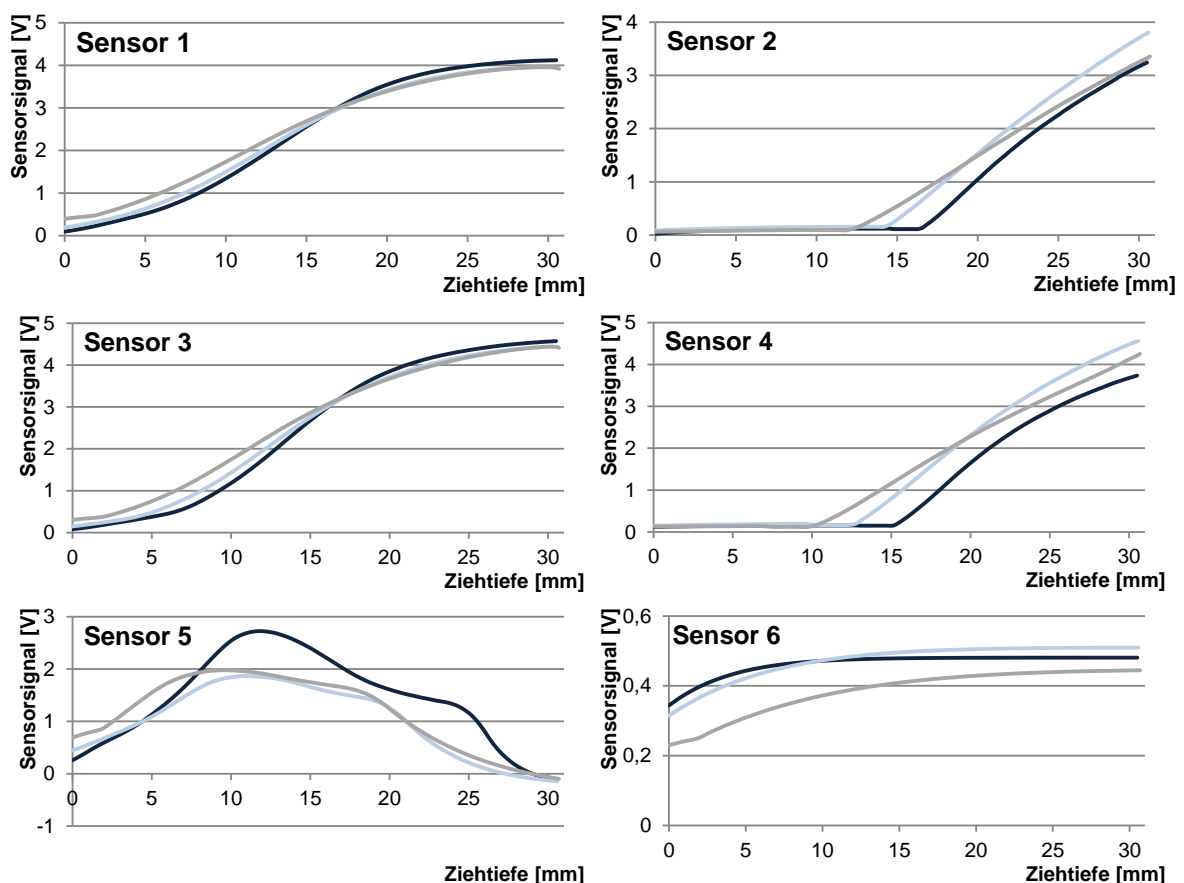 Sensorsignal [V]
Sensor 1
5
4
3
2
1
0
0 5 10 15 20 25 30
Ziehtiefe [mm]
Sensorsignal [V]
Sensor 2
4
3
2
1
0
0 5 10 15 20 25 30
Ziehtiefe [mm]
Sensorsignal [V]
Sensor 3
5
4
3
2
1
0
0 5 10 15 20 25 30
Ziehtiefe [mm]
Sensorsignal [V]
Sensor 4
5
4
3
2
1
0
0 5 10 15 20 25 30
Ziehtiefe [mm]
Sensorsignal [V]
Sensor 5
3
2
1
0
-1
0 5 10 15 20 25 30
Ziehtiefe [mm]
Sensorsignal [V]
Sensor 6
0,6
0,4
0,2
0
0 5 10 15 20 25 30
Ziehtiefe [mm]